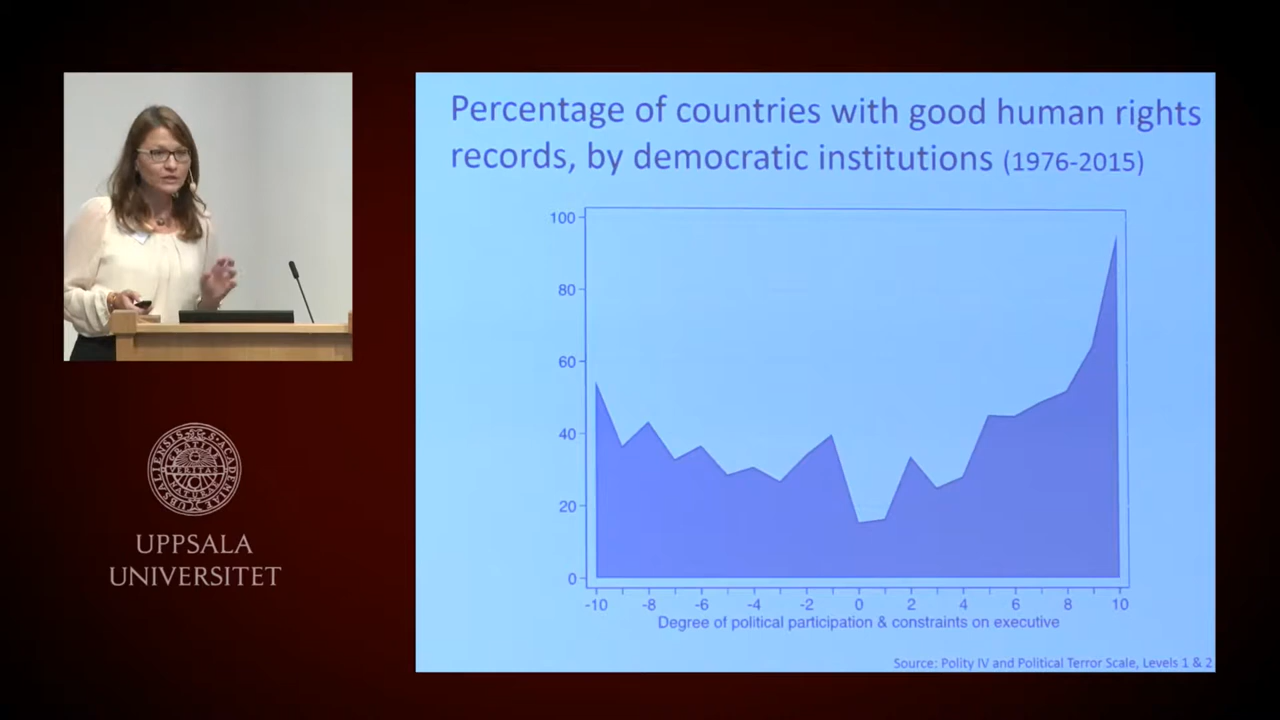 Percentage of countries with good human rights
records, by democratic institutions (1976-2015)
100
80
60
40
20
0
-10 -8 -6 -4 -2 0 2 4 6 8 10
Degree of political participation & constraints on executive
Source: Polity IV and Political Terror Scale, Levels 1 & 2
UPPSALA
UNIVERSITET